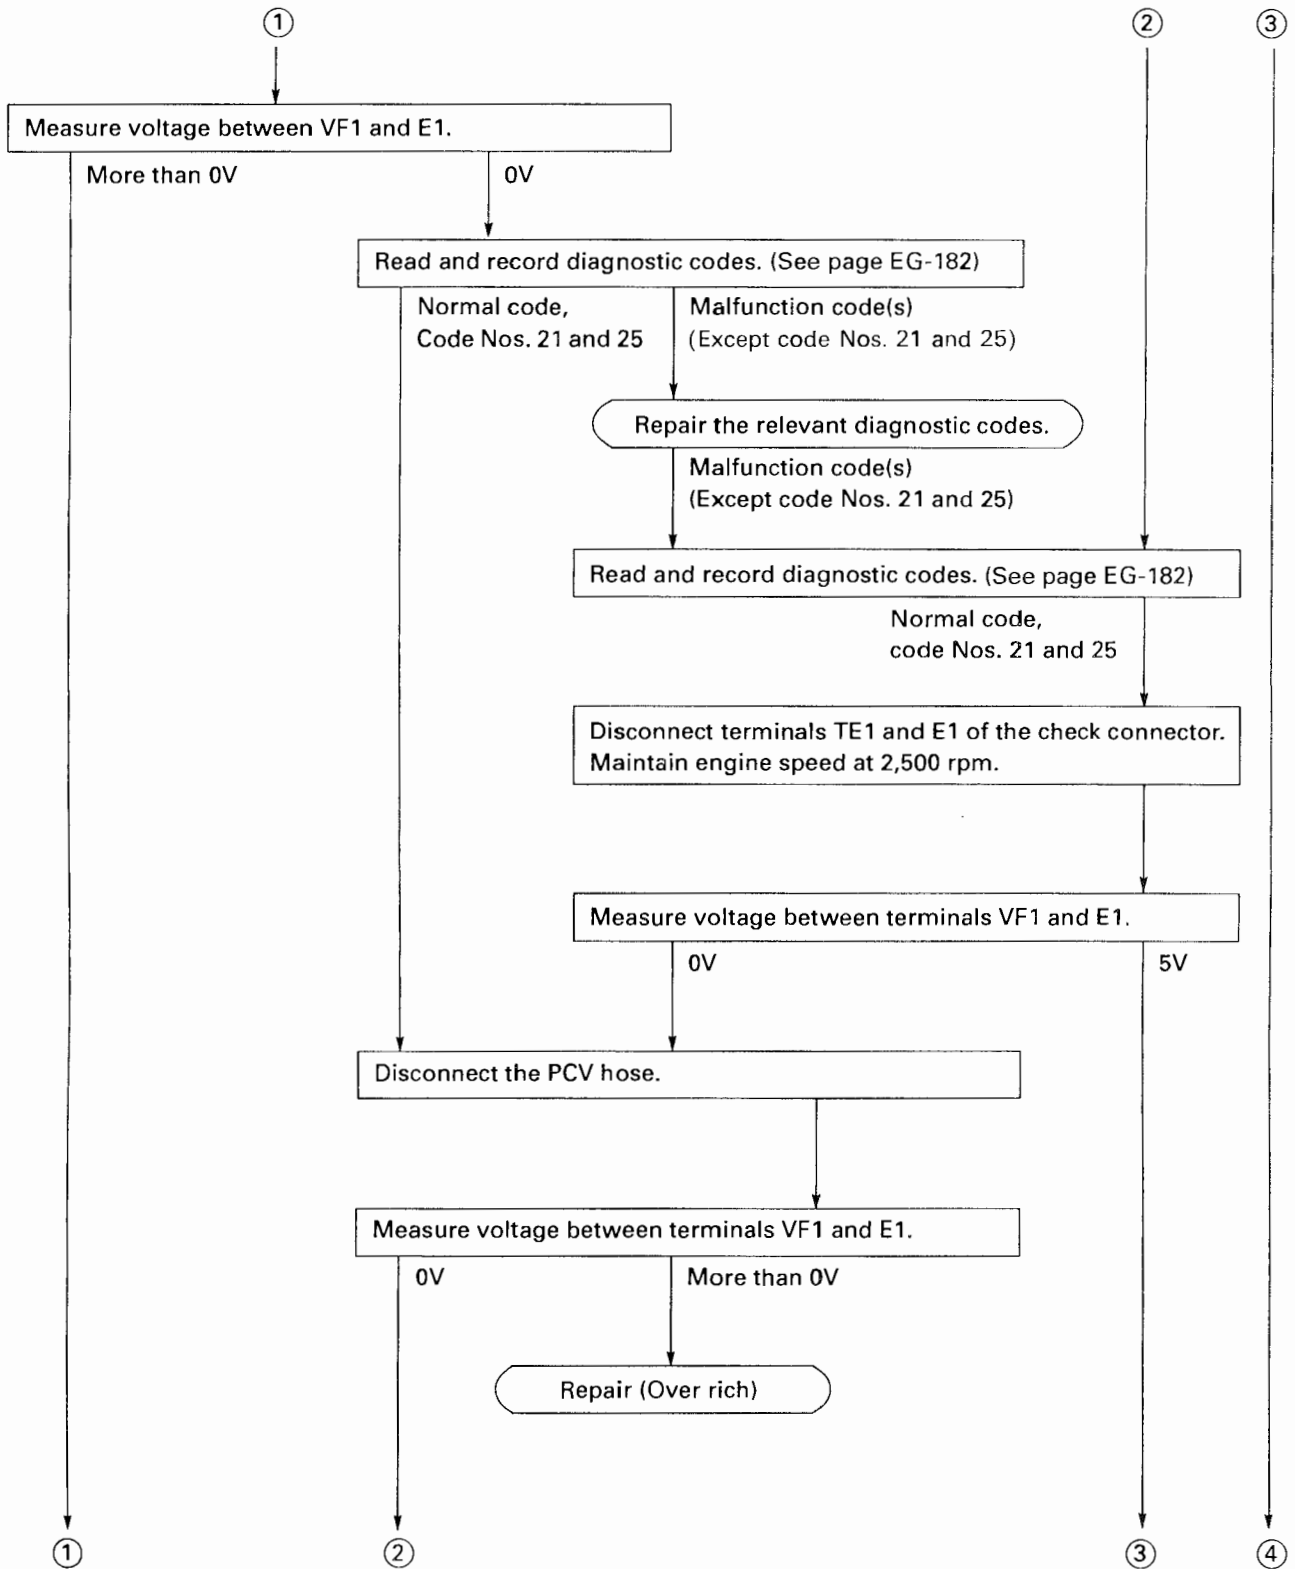 ① ② ③
Measure voltage between VF1 and E1.
More than 0V
0V
Read and record diagnostic codes. (See page EG-182)
Normal code,
Code Nos. 21 and 25
Malfunction code(s)
(Except code Nos. 21 and 25)
Repair the relevant diagnostic codes.
Malfunction code(s)
(Except code Nos. 21 and 25)
Read and record diagnostic codes. (See page EG-182)
Normal code,
code Nos. 21 and 25
Disconnect terminals TE1 and E1 of the check connector.
Maintain engine speed at 2,500 rpm.
Measure voltage between terminals VF1 and E1.
0V
5V
Disconnect the PCV hose.
Measure voltage between terminals VF1 and E1.
0V
More than 0V
Repair (Over rich)
① ② ③ ④